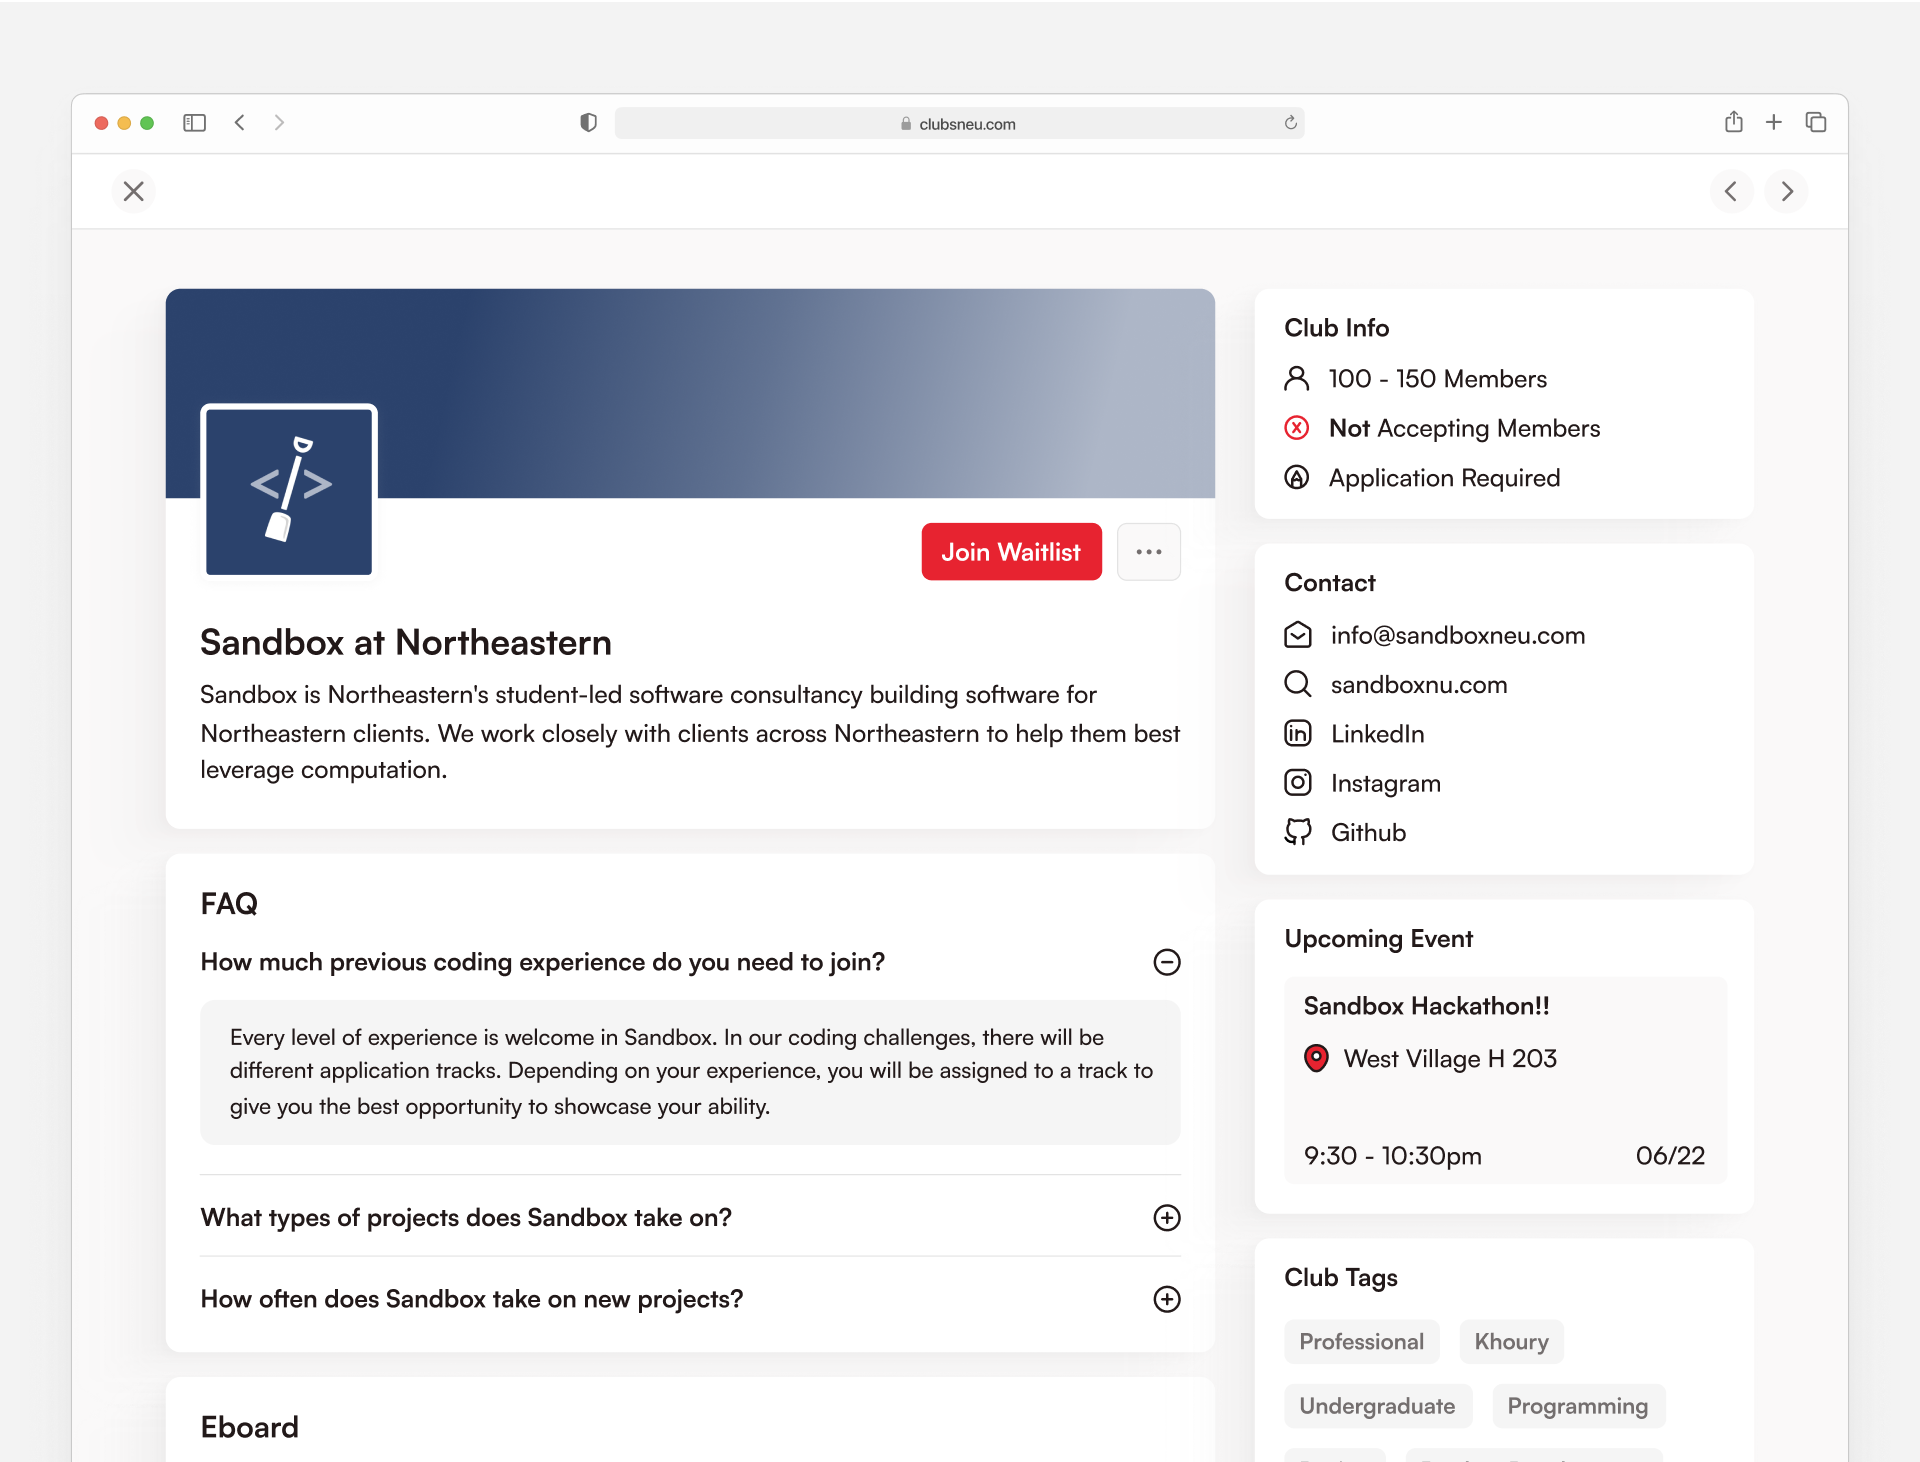 clubsneu.com
Join Waitlist
Sandbox at Northeastern
Sandbox is Northeastern's student-led software consultancy building software for
Northeastern clients. We work closely with clients across Northeastern to help them best
leverage computation.
FAQ
How much previous coding experience do you need to join?
Every level of experience is welcome in Sandbox. In our coding challenges, there will be
different application tracks. Depending on your experience, you will be assigned to a track to
give you the best opportunity to showcase your ability.
What types of projects does Sandbox take on?
How often does Sandbox take on new projects?
Eboard
Club Info
100 - 150 Members
Not Accepting Members
Application Required
Contact
info@sandboxneu.com
sandboxnu.com
LinkedIn
Instagram
Github
Upcoming Event
Sandbox Hackathon!!
West Village H 203
9:30 - 10:30pm 06/22
Club Tags
Professional Khoury
Undergraduate Programming